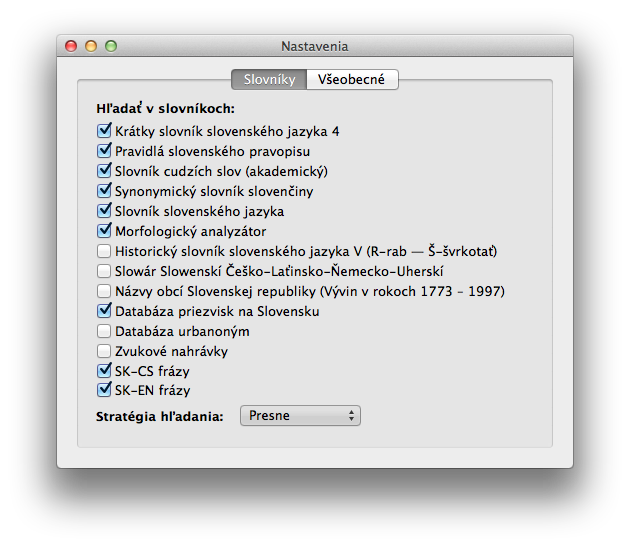 Nastavenia
Slovníky Všeobecné
Hľadať v slovníkoch:
Krátky slovník slovenského jazyka 4
Pravidlá slovenského pravopisu
Slovník cudzích slov (akademický)
Synonymický slovník slovenčiny
Slovník slovenského jazyka
Morfologický analyzátor
Historický slovník slovenského jazyka V (R-rab — Š-švrkotať)
Slowár Slowenskí Češko-Laťinsko-Ňemecko-Uherskí
Názvy obcí Slovenskej republiky (Vývin v rokoch 1773 - 1997)
Databáza priezvisk na Slovensku
Databáza urbanoným
Zvukové nahrávky
SK-CS frázy
SK-EN frázy
Stratégia hľadania: Presne